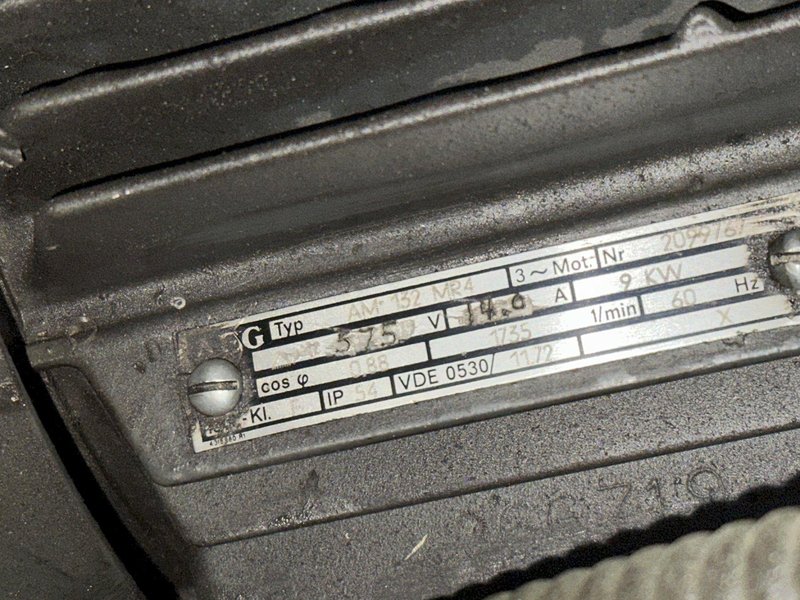 G Typ AM 132 MR4 3~ Mot. Nr 2099767
575 V 14.0 A 9 KW
cos φ 0.88 1735 1/min 60 Hz
-Kl. IP 54 VDE 0530/ 11.72 X